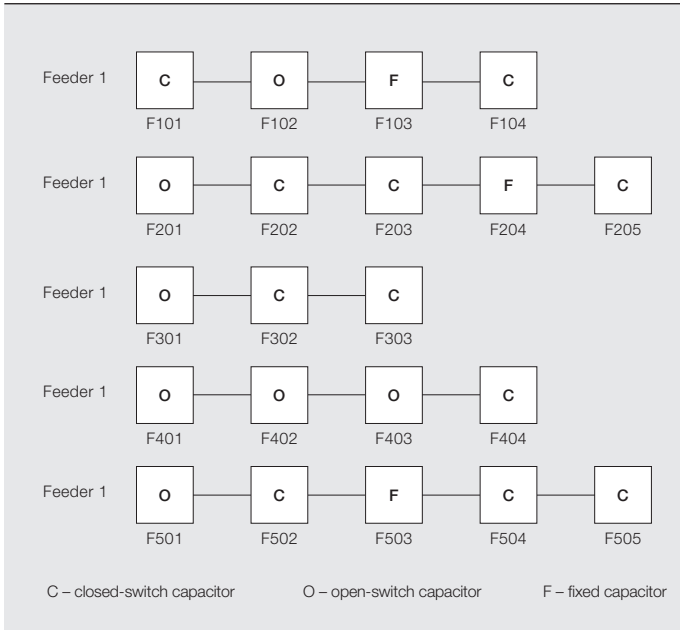 Feeder 1 C O F C
F101 F102 F103 F104
Feeder 1 O C C F C
F201 F202 F203 F204 F205
Feeder 1 O C C
F301 F302 F303
Feeder 1 O O O C
F401 F402 F403 F404
Feeder 1 O C F C C
F501 F502 F503 F504 F505
C – closed-switch capacitor O – open-switch capacitor F – fixed capacitor